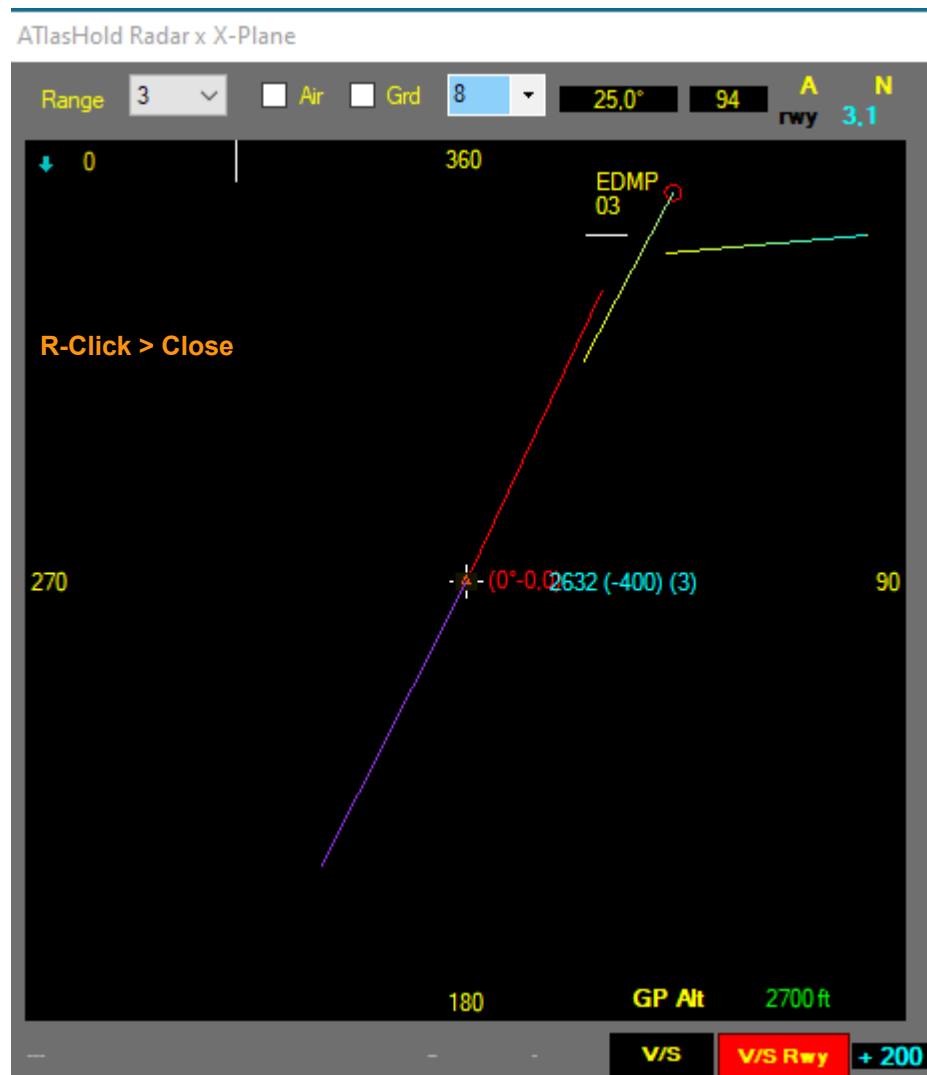 ATlasHold Radar x X-Plane
Range 3 Air Grd 8 25,0° 94 A N
rwy 3,1
0 360
EDMP
03
R-Click > Close
270 (0°-0,0) 2632 (-400) (3) 90
180 GP Alt 2700 ft
--- - - V/S V/S Rwy + 200